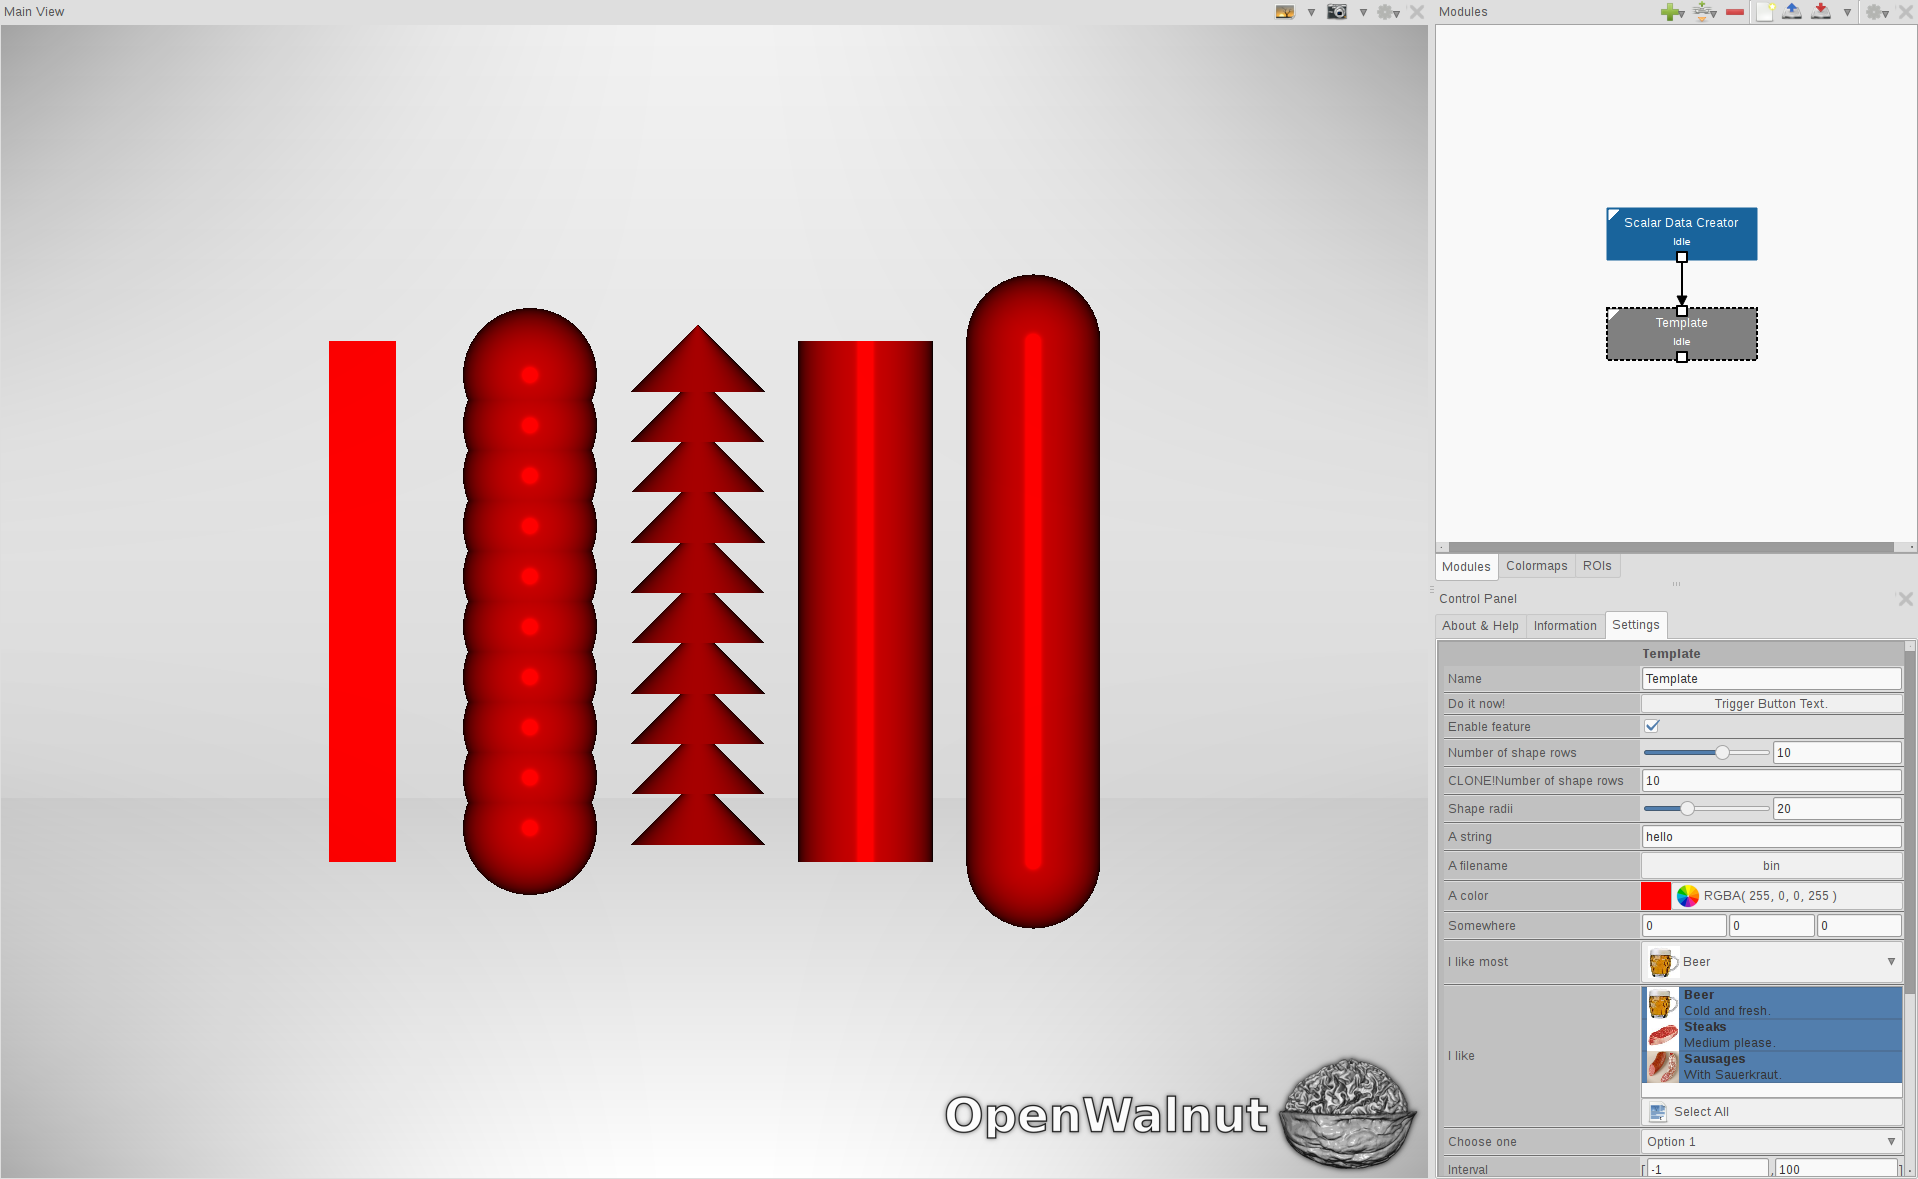 Main View
OpenWalnut
Modules
Scalar Data Creator
Idle
Template
Idle
Modules
Colormaps
ROIs
Control Panel
About & Help
Information
Settings
Template
Name
Template
Do it now!
Trigger Button Text.
Enable feature
Number of shape rows
10
CLONE!Number of shape rows
10
Shape radii
20
A string
hello
A filename
bin
A color
RGBA( 255, 0, 0, 255 )
Somewhere
0
0
0
I like most
Beer
I like
Beer
Cold and fresh.
Steaks
Medium please.
Sausages
With Sauerkraut.
Select All
Choose one
Option 1
Interval
[ -1 , 100 ]